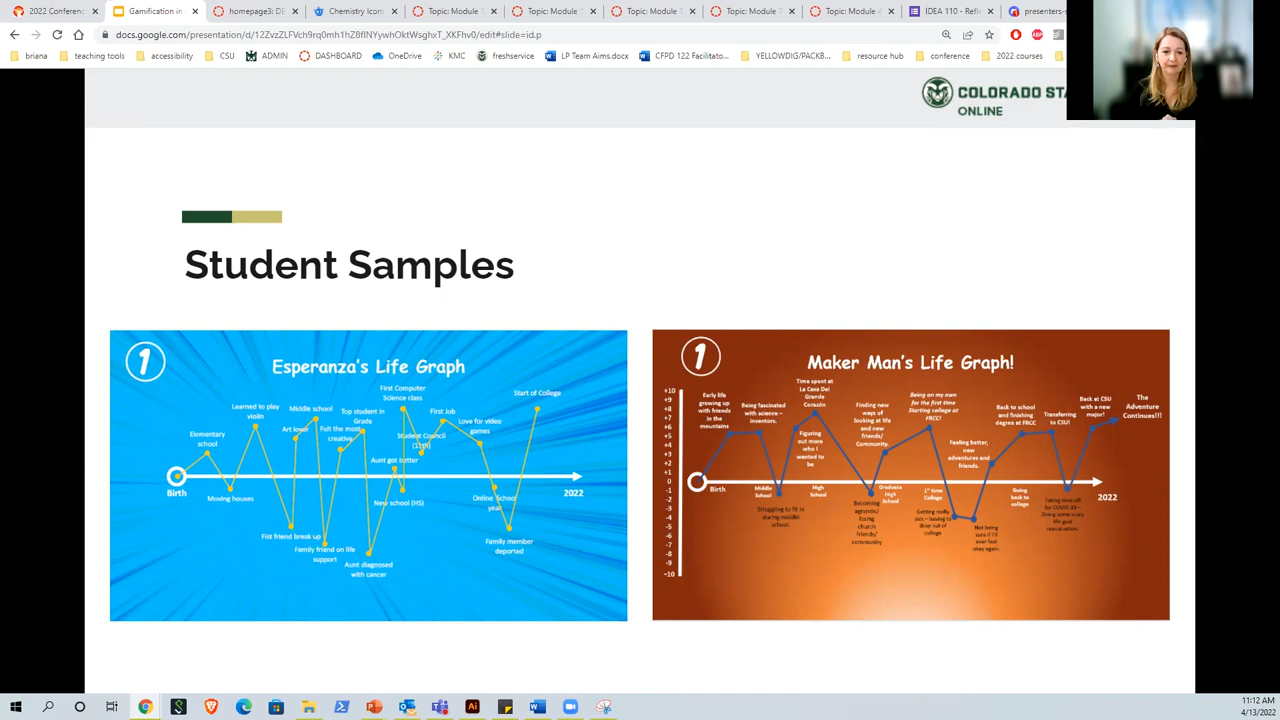 2022 Conferenc
Gamification in
homepage3: DE
Chemistry Icon:
Topic: Module
Topic: Module
Topic: Module
Topic: Module
Topic: Module
IDEA 110 - Refl
presenters-s
docs.google.com/presentation/d/
briana
teaching tools
accessibility
CSU
ADMIN
DASHBOARD
OneDrive
KMC
freshservice
LP Team Aims.docx
CFPD 122 Facilitato...
YELLOWDIG/PACKB...
resource hub
conference
2022 courses
COLORADO STA
ONLINE
Student Samples
1
Esperanza's Life Graph
First Computer
Science class
Start of College
Learned to play
violin
Middle school
Top student in
Grade
First Job
Love for video
games
Art lover
Felt the most
creative
Student Council
(11th)
Elementary
school
Aunt got better
Birth
Moving houses
New school (HS)
Online School
year
2022
Fist friend break up
Family friend on life
support
Family member
deported
Aunt diagnosed
with cancer
1
Maker Man's Life Graph!
+10
+9
+8
+7
+6
+5
+4
+3
+2
+1
0
-1
-2
-3
-4
-5
-6
-7
-8
-9
-10
Birth
Early life
growing up
with friends
in the
mountains
Being fascinated
with science –
inventors.
Middle
School
Struggling to fit in
during middle
school.
Time spent at
La Casa Del
Grande
Corazón
Figuring
out more
who I
wanted to
be
High
School
Becoming
agnostic/
losing
church
friends/
community
Finding new
ways of
looking at life
and new
friends/
Community.
Graduate
High
School
Being on my own
for the first time
Starting college at
FRCC!
1st time
College
Getting really
sick – having to
drop out of
college
Feeling better,
new
adventures and
friends.
Not being
sure if I'll
ever feel
okay again.
Back to school
and finishing
degree at FRCC
Going
back to
college
Transferring
to CSU!
Taking time off
for COVID-19 –
Doing some scary
life goal
reevaluation.
Back at CSU
with a new
major!
The
Adventure
Continues!!!
2022
11:12 AM
4/13/2022